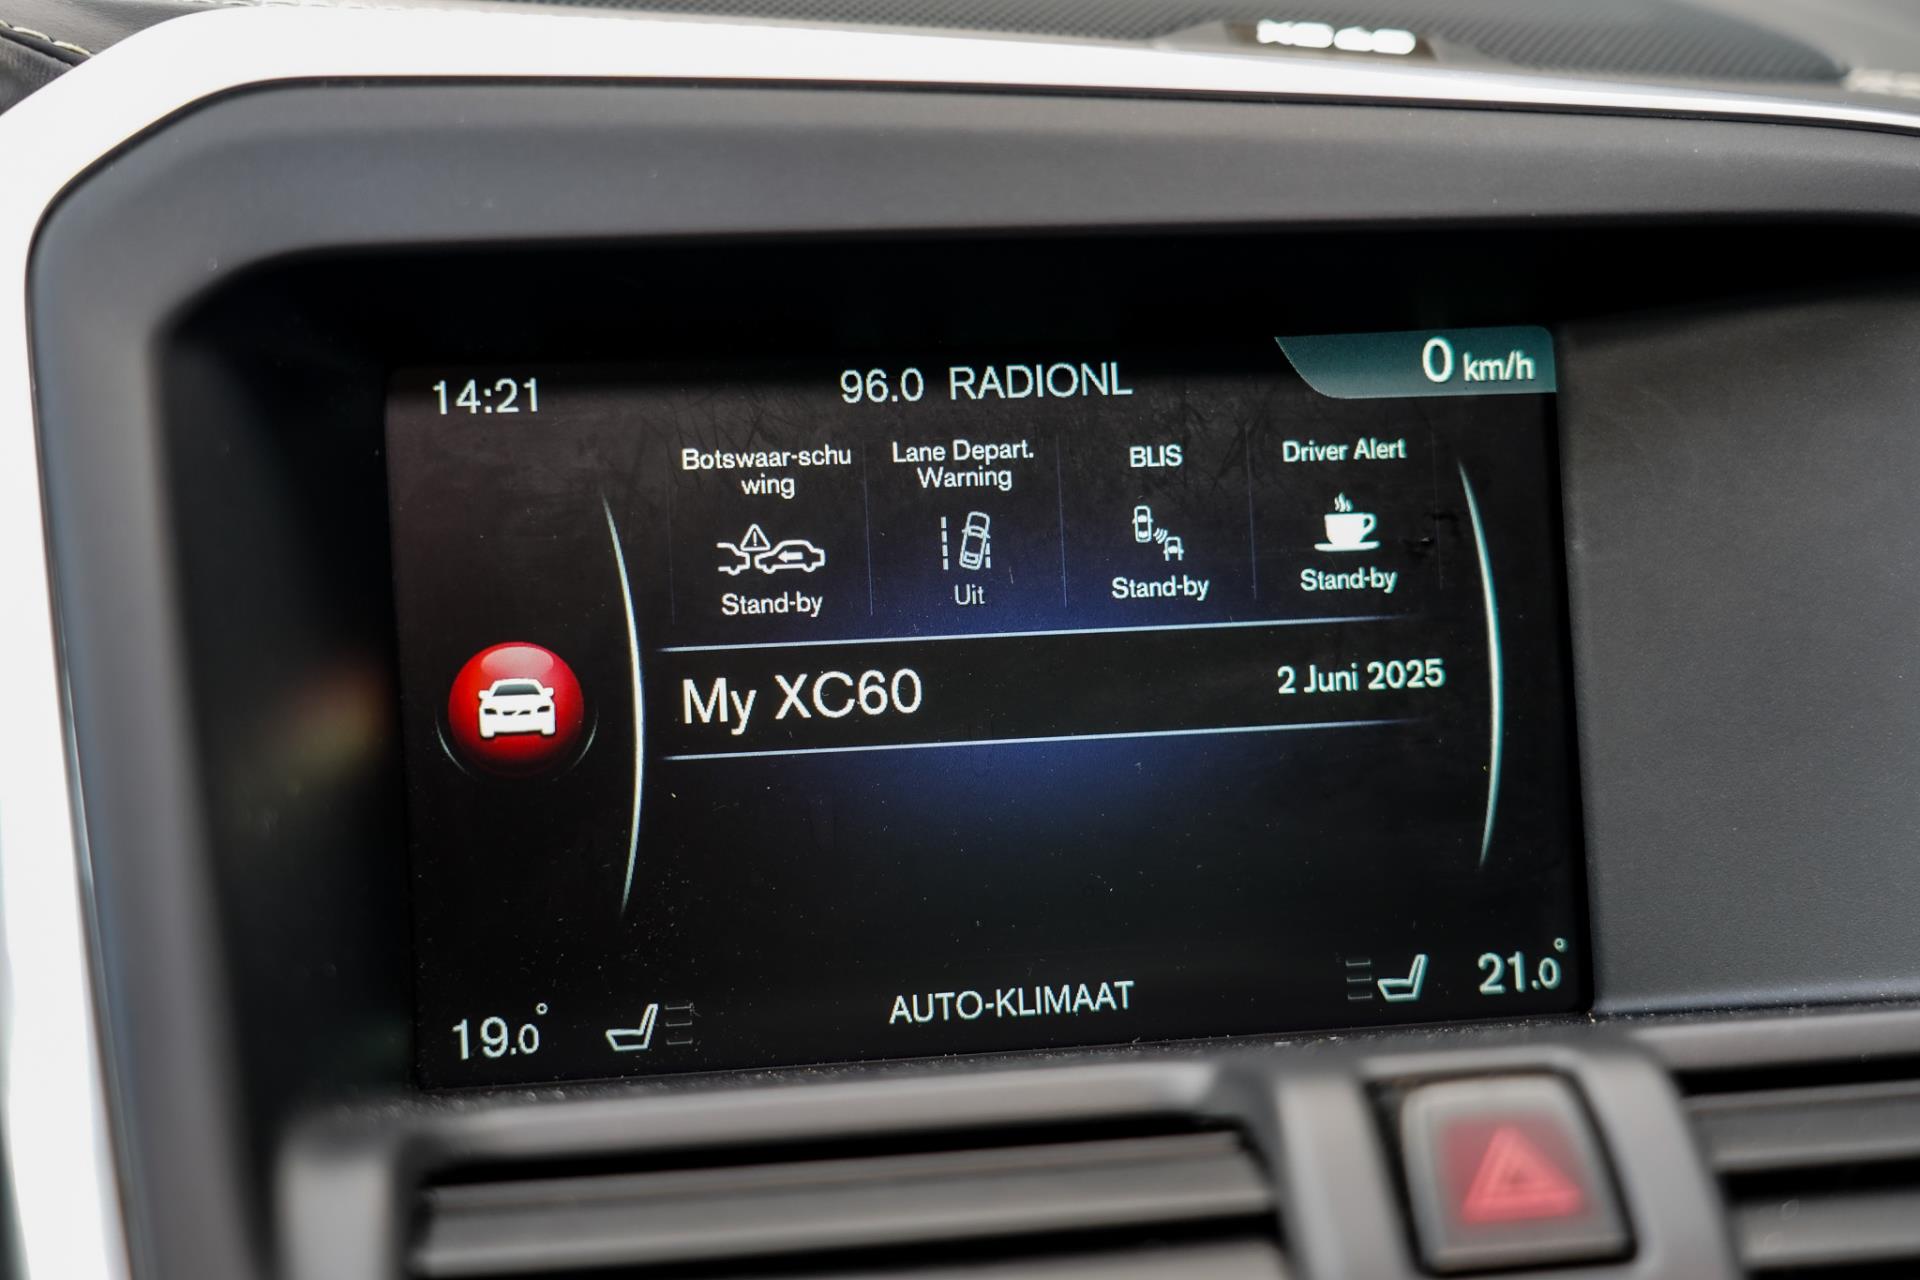 14:21
96.0 RADIONL
0 km/h
Botswaar-schu
wing
Stand-by
Lane Depart.
Warning
Uit
BLIS
Stand-by
Driver Alert
Stand-by
My XC60
2 Juni 2025
19.0°
AUTO-KLIMAAT
21.0°